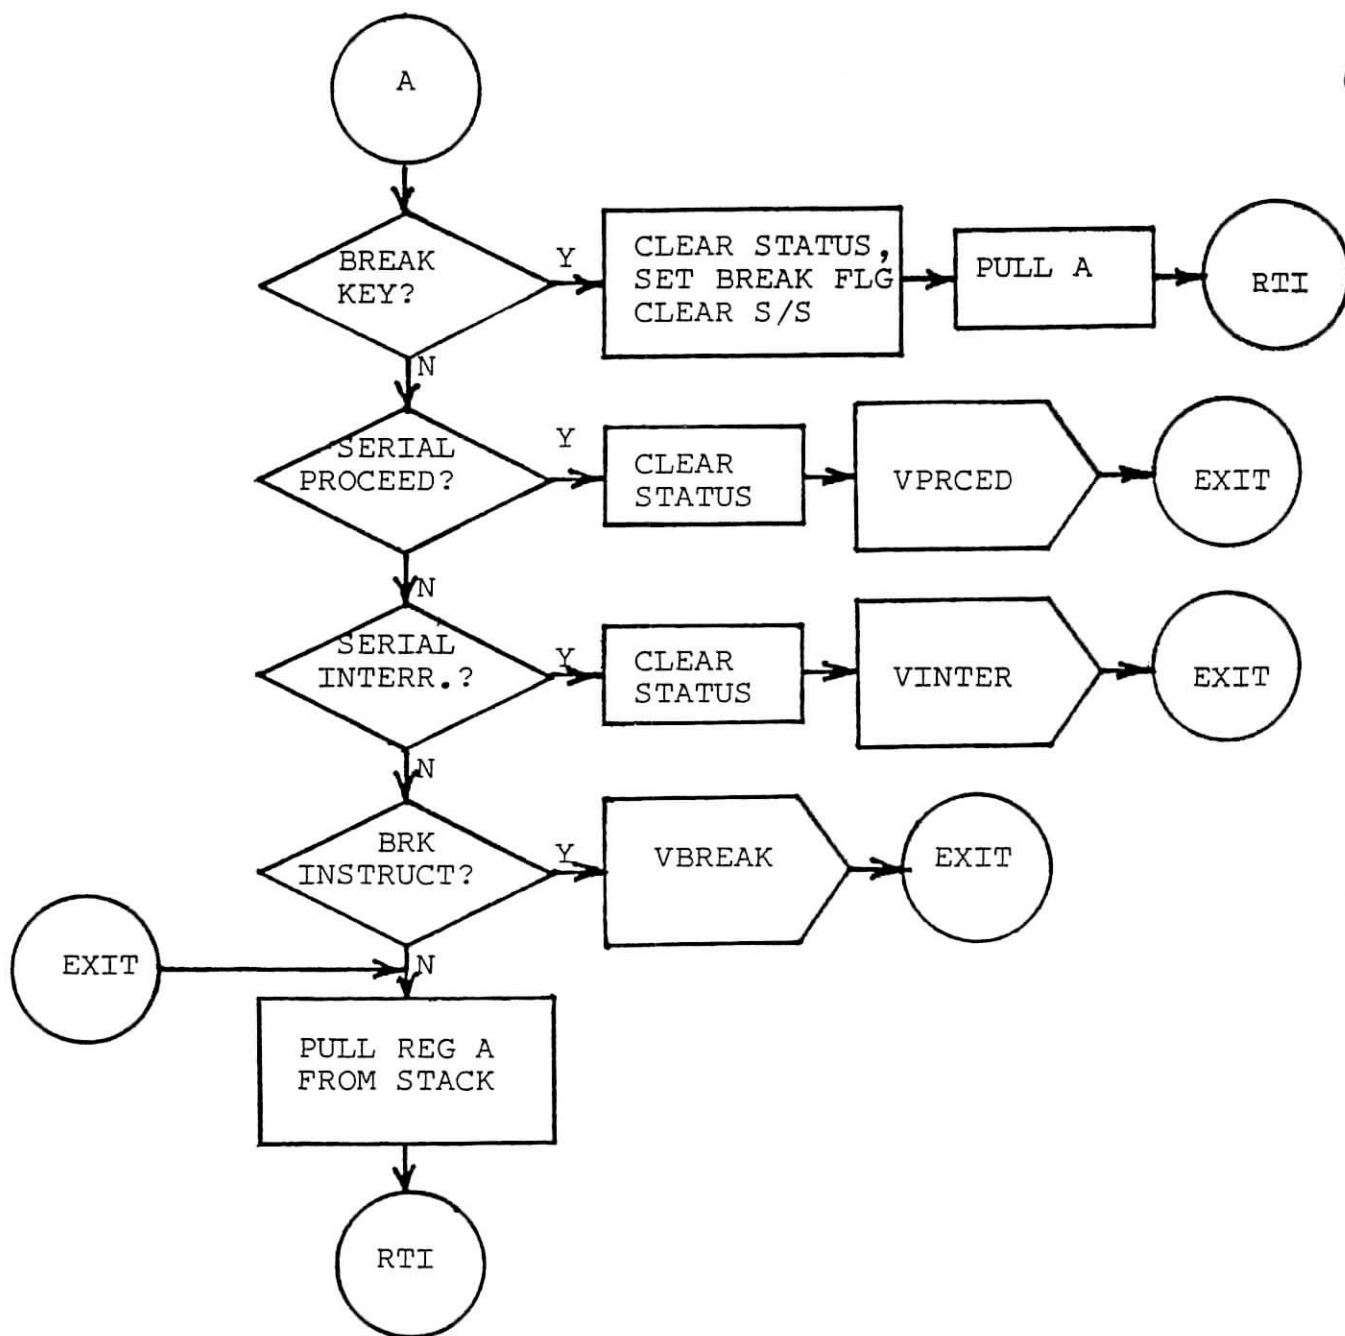 A
BREAK
KEY?
Y
CLEAR STATUS,
SET BREAK FLG
CLEAR S/S
PULL A
RTI
N
SERIAL
PROCEED?
Y
CLEAR
STATUS
VPRCED
EXIT
N
SERIAL
INTERR.?
Y
CLEAR
STATUS
VINTER
EXIT
N
BRK
INSTRUCT?
Y
VBREAK
EXIT
EXIT
N
PULL REG A
FROM STACK
RTI